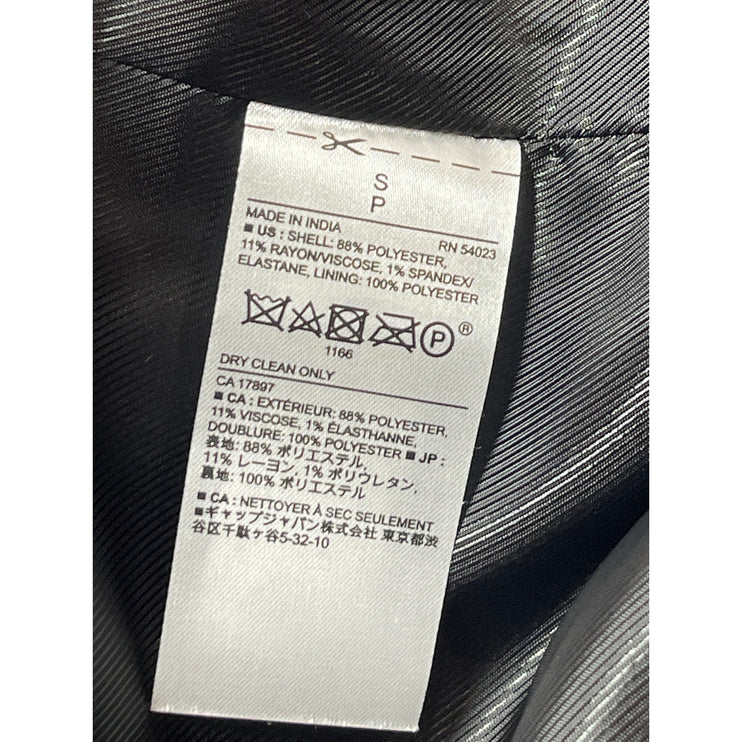 S
P
MADE IN INDIA RN 54023
■ US : SHELL: 88% POLYESTER,
11% RAYON/VISCOSE, 1% SPANDEX/
ELASTANE, LINING: 100% POLYESTER
P ®
1166
DRY CLEAN ONLY
CA 17897
■ CA : EXTÉRIEUR: 88% POLYESTER,
11% VISCOSE, 1% ÉLASTHANNE,
DOUBLURE: 100% POLYESTER ■ JP :
表地: 88% ポリエステル,
11% レーヨン, 1% ポリウレタン,
裏地: 100% ポリエステル
■ CA : NETTOYER À SEC SEULEMENT
■ギャップジャパン株式会社 東京都渋
谷区千駄ヶ谷5-32-10